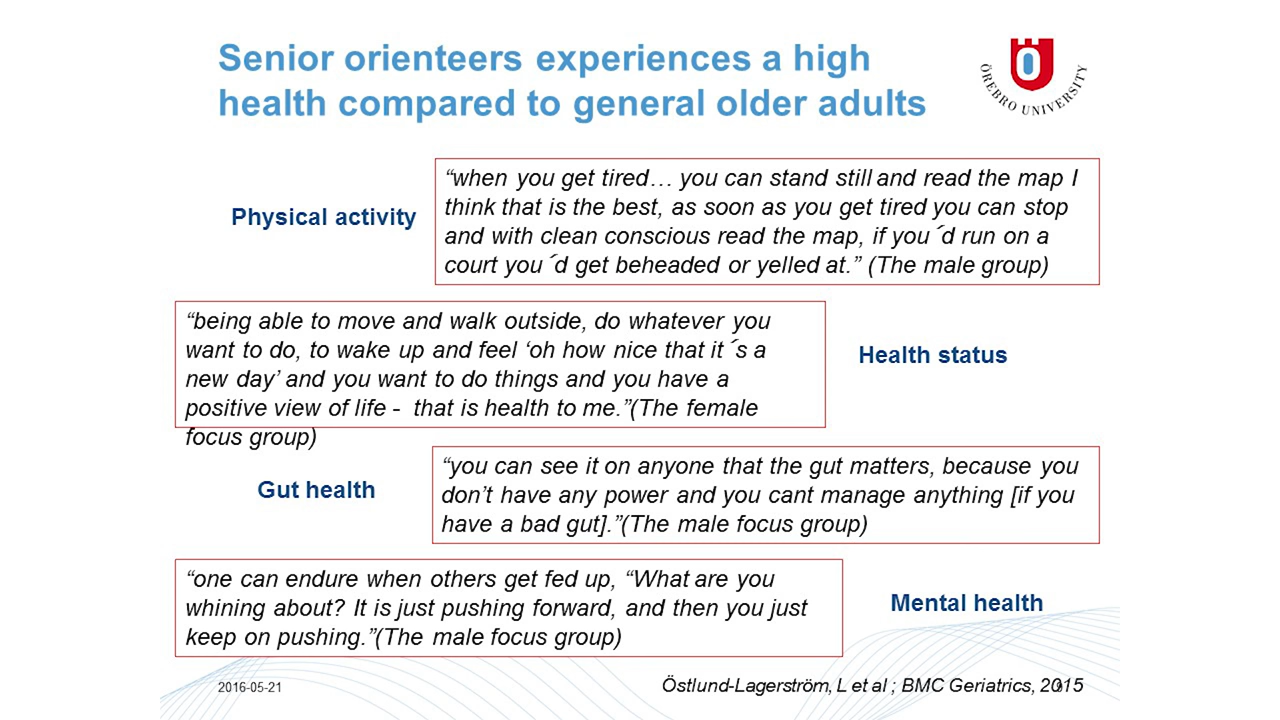 Senior orienteers experiences a high
health compared to general older adults
Ö
ÖREBRO UNIVERSITY
Physical activity
“when you get tired… you can stand still and read the map I
think that is the best, as soon as you get tired you can stop
and with clean conscious read the map, if you´d run on a
court you´d get beheaded or yelled at.” (The male group)
“being able to move and walk outside, do whatever you
want to do, to wake up and feel ‘oh how nice that it´s a
new day’ and you want to do things and you have a
positive view of life - that is health to me.”(The female
focus group)
Health status
Gut health
“you can see it on anyone that the gut matters, because you
don’t have any power and you cant manage anything [if you
have a bad gut].”(The male focus group)
“one can endure when others get fed up, “What are you
whining about? It is just pushing forward, and then you just
keep on pushing.”(The male focus group)
Mental health
2016-05-21
Östlund-Lagerström, L et al ; BMC Geriatrics, 2015